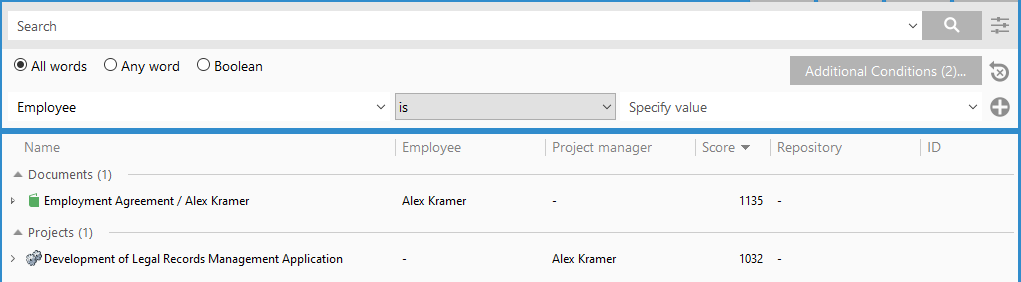 Search
All words Any word Boolean Additional Conditions (2)...
Employee is Specify value
Name Employee Project manager Score Repository ID
Documents (1)
Employment Agreement / Alex Kramer Alex Kramer - 1135 -
Projects (1)
Development of Legal Records Management Application - Alex Kramer 1032 -